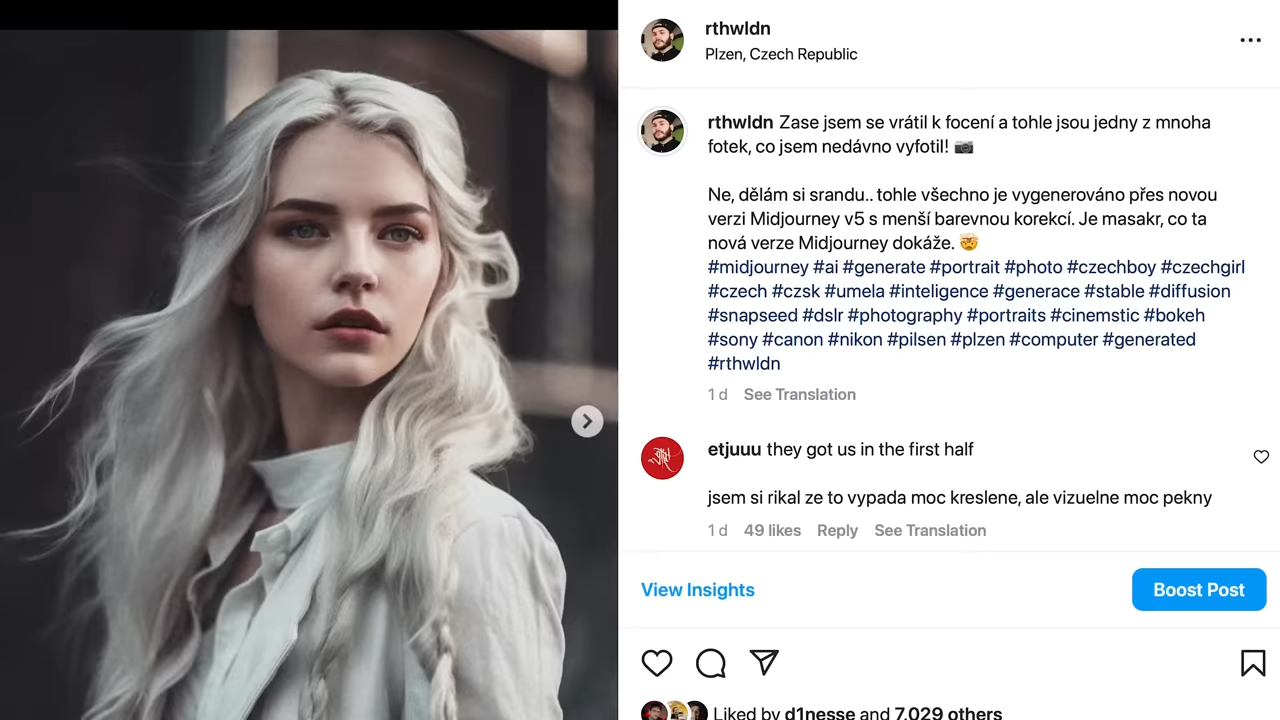 rthwldn
Plzen, Czech Republic
rthwldn Zase jsem se vrátil k focení a tohle jsou jedny z mnoha
fotek, co jsem nedávno vyfotil! 📷
Ne, dělám si srandu.. tohle všechno je vygenerováno přes novou
verzi Midjourney v5 s menší barevnou korekcí. Je masakr, co ta
nová verze Midjourney dokáže. 🤯
#midjourney #ai #generate #portrait #photo #czechboy #czechgirl
#czech #czsk #umela #inteligence #generace #stable #diffusion
#snapseed #dslr #photography #portraits #cinemstic #bokeh
#sony #canon #nikon #pilsen #plzen #computer #generated
#rthwldn
1 d See Translation
etjuuu they got us in the first half
jsem si rikal ze to vypada moc kreslene, ale vizuelne moc pekny
1 d 49 likes Reply See Translation
View Insights
Boost Post
Liked by d1nesse and 7,029 others